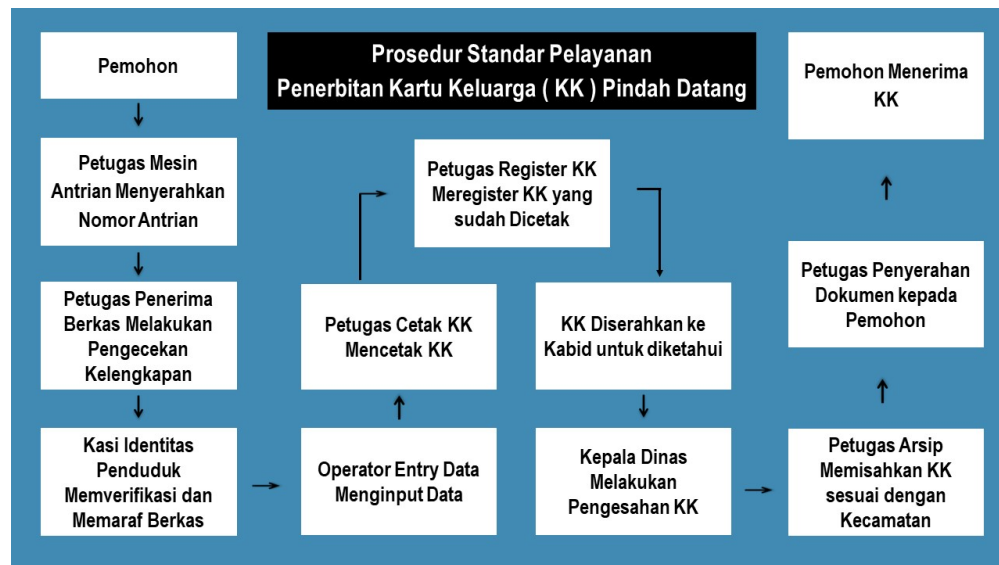 Prosedur Standar Pelayanan
Penerbitan Kartu Keluarga ( KK ) Pindah Datang
Pemohon
Petugas Mesin
Antrian Menyerahkan
Nomor Antrian
Petugas Penerima
Berkas Melakukan
Pengecekan
Kelengkapan
Kasi Identitas
Penduduk
Memverifikasi dan
Memaraf Berkas
Operator Entry Data
Menginput Data
Petugas Cetak KK
Mencetak KK
Petugas Register KK
Meregister KK yang
sudah Dicetak
KK Diserahkan ke
Kabid untuk diketahui
Kepala Dinas
Melakukan
Pengesahan KK
Petugas Arsip
Memisahkan KK
sesuai dengan
Kecamatan
Petugas Penyerahan
Dokumen kepada
Pemohon
Pemohon Menerima
KK